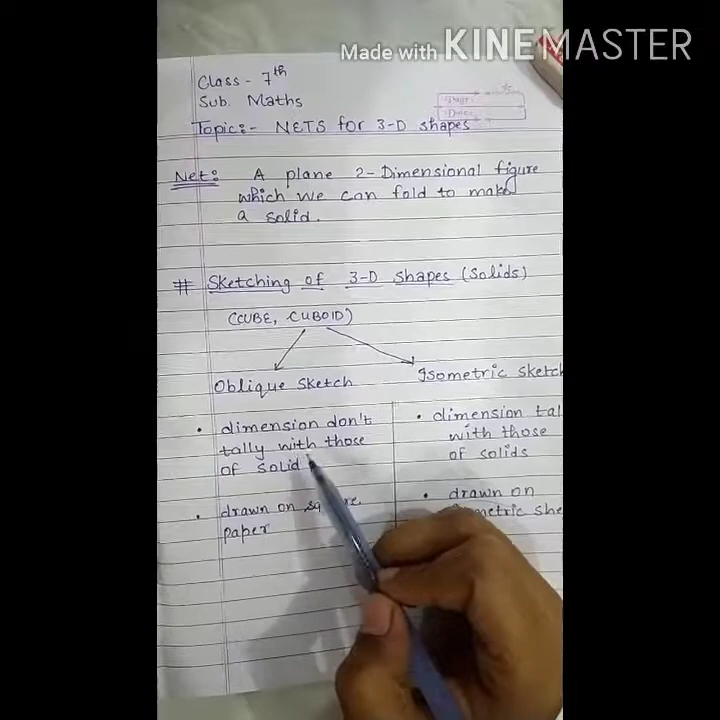 Made with KINEMASTER
Class - 7th
Sub. Maths
Page:
Date:
Topic:- NETS for 3-D shapes
Net: A plane 2-Dimensional figure
which we can fold to make
a solid.
# Sketching of 3-D shapes (Solids)
(CUBE, CUBOID)
Oblique Sketch
Isometric Sketch
• dimension don't
tally with those
of solid
• drawn on
paper
• dimension
with those
of solids
• drawn on